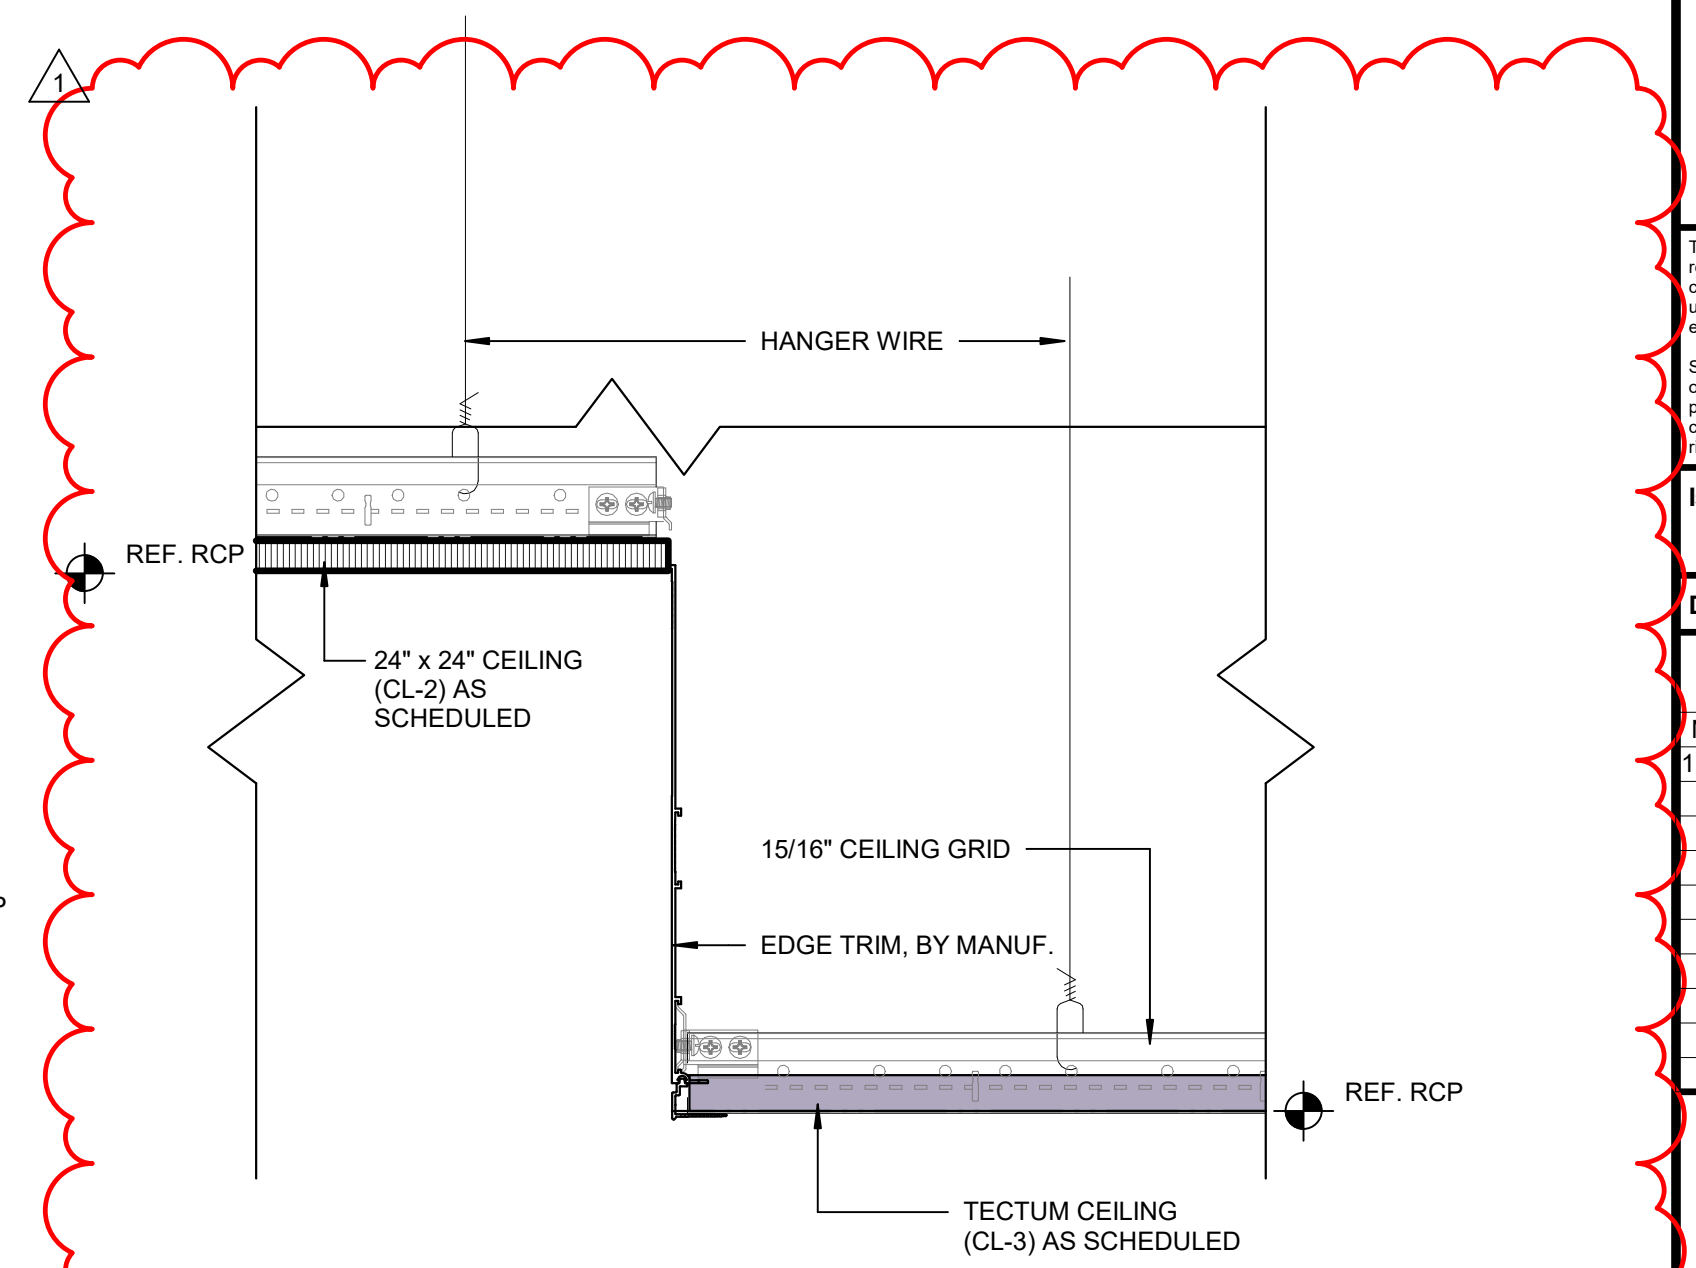 1
HANGER WIRE
REF. RCP
24" x 24" CEILING
(CL-2) AS
SCHEDULED
15/16" CEILING GRID
EDGE TRIM, BY MANUF.
REF. RCP
TECTUM CEILING
(CL-3) AS SCHEDULED
1